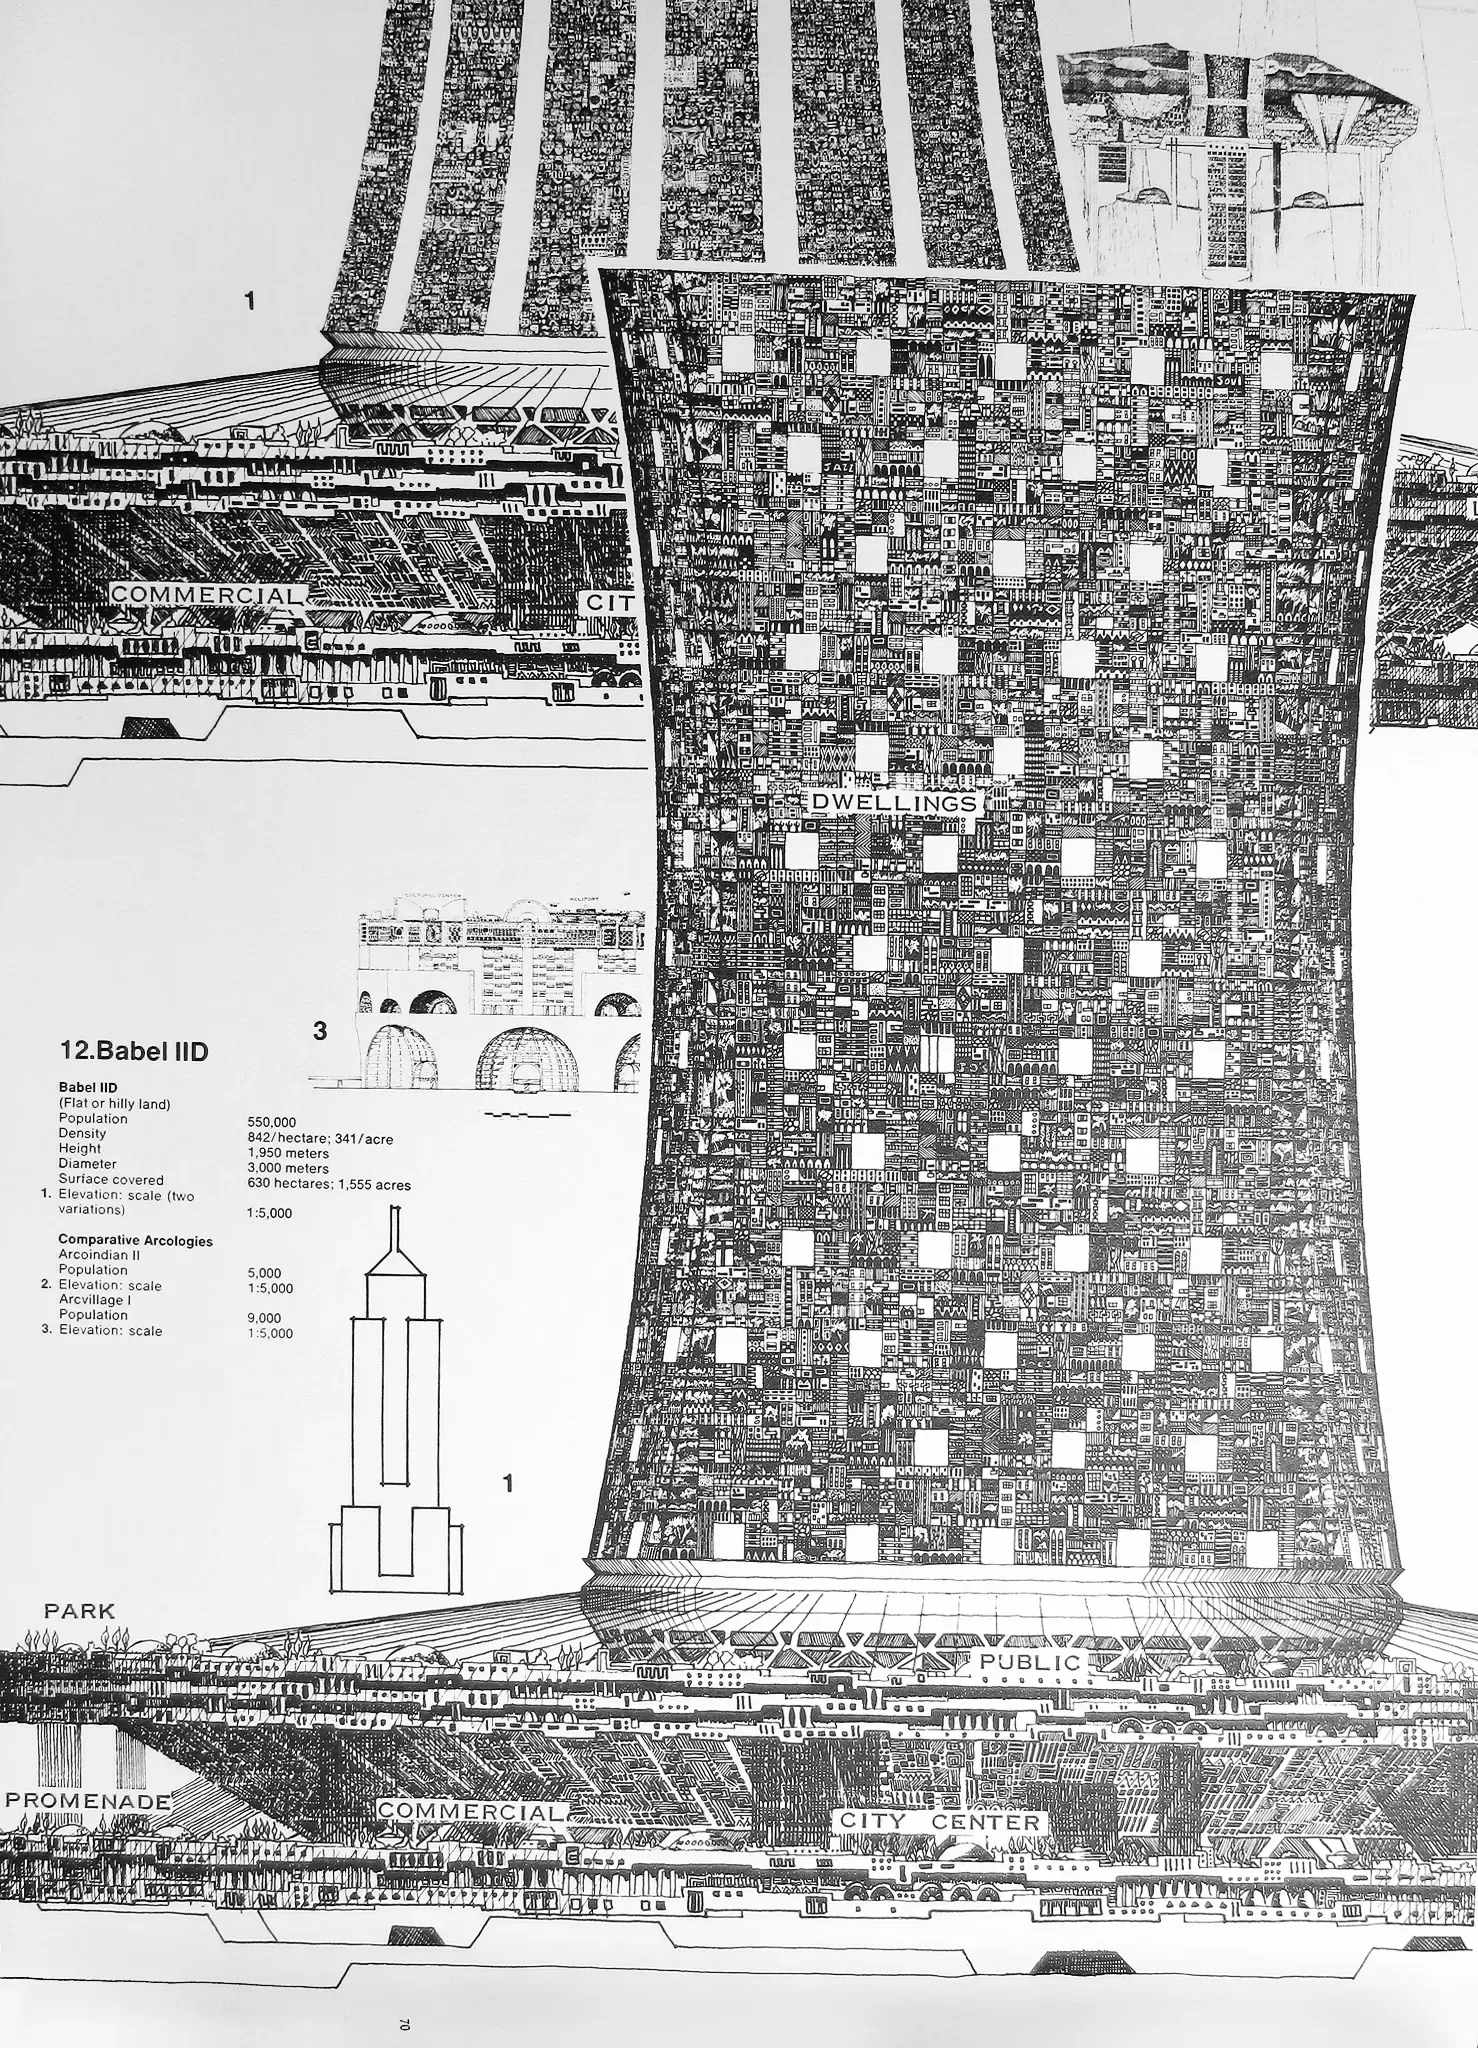 1
SOUL
JAZZ
COMMERCIAL
CIT
DWELLINGS
CULTURAL CENTER
HELIPORT
3
12.Babel IID
Babel IID
(Flat or hilly land)
Population 550,000
Density 842/hectare; 341/acre
Height 1,950 meters
Diameter 3,000 meters
Surface covered 630 hectares; 1,555 acres
1. Elevation: scale (two
variations) 1:5,000
Comparative Arcologies
Arcoindian II
Population 5,000
2. Elevation: scale 1:5,000
Arcvillage I
Population 9,000
3. Elevation: scale 1:5,000
1
PARK
PUBLIC
PROMENADE
COMMERCIAL
CITY CENTER
70